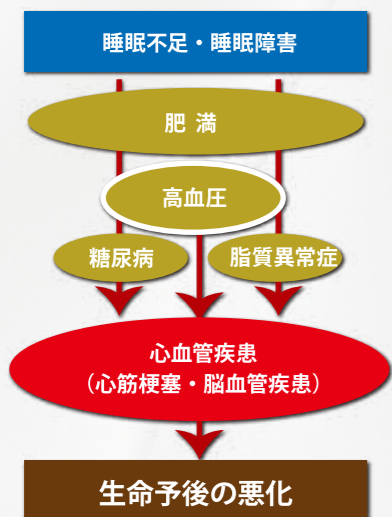 睡眠不足・睡眠障害
肥満
高血圧
糖尿病
脂質異常症
心血管疾患
（心筋梗塞・脳血管疾患）
生命予後の悪化